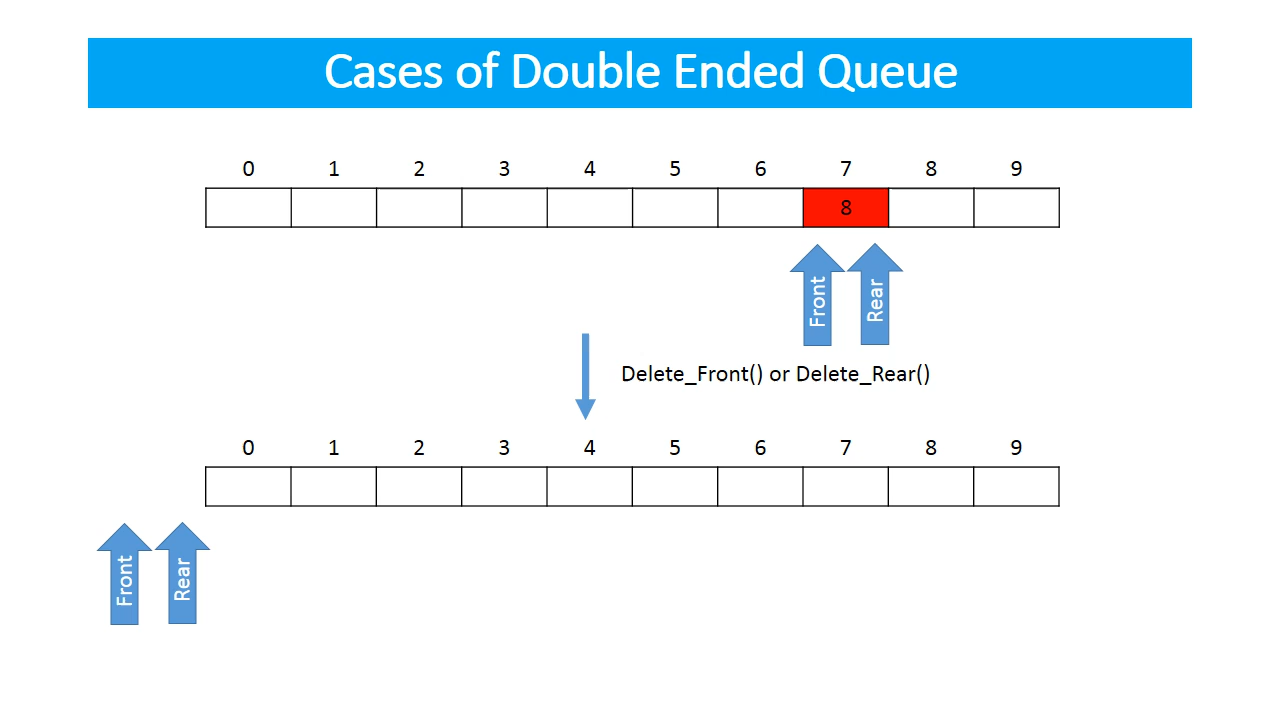 Cases of Double Ended Queue
0 1 2 3 4 5 6 7 8 9
8
Front Rear
Delete_Front() or Delete_Rear()
0 1 2 3 4 5 6 7 8 9
Front Rear